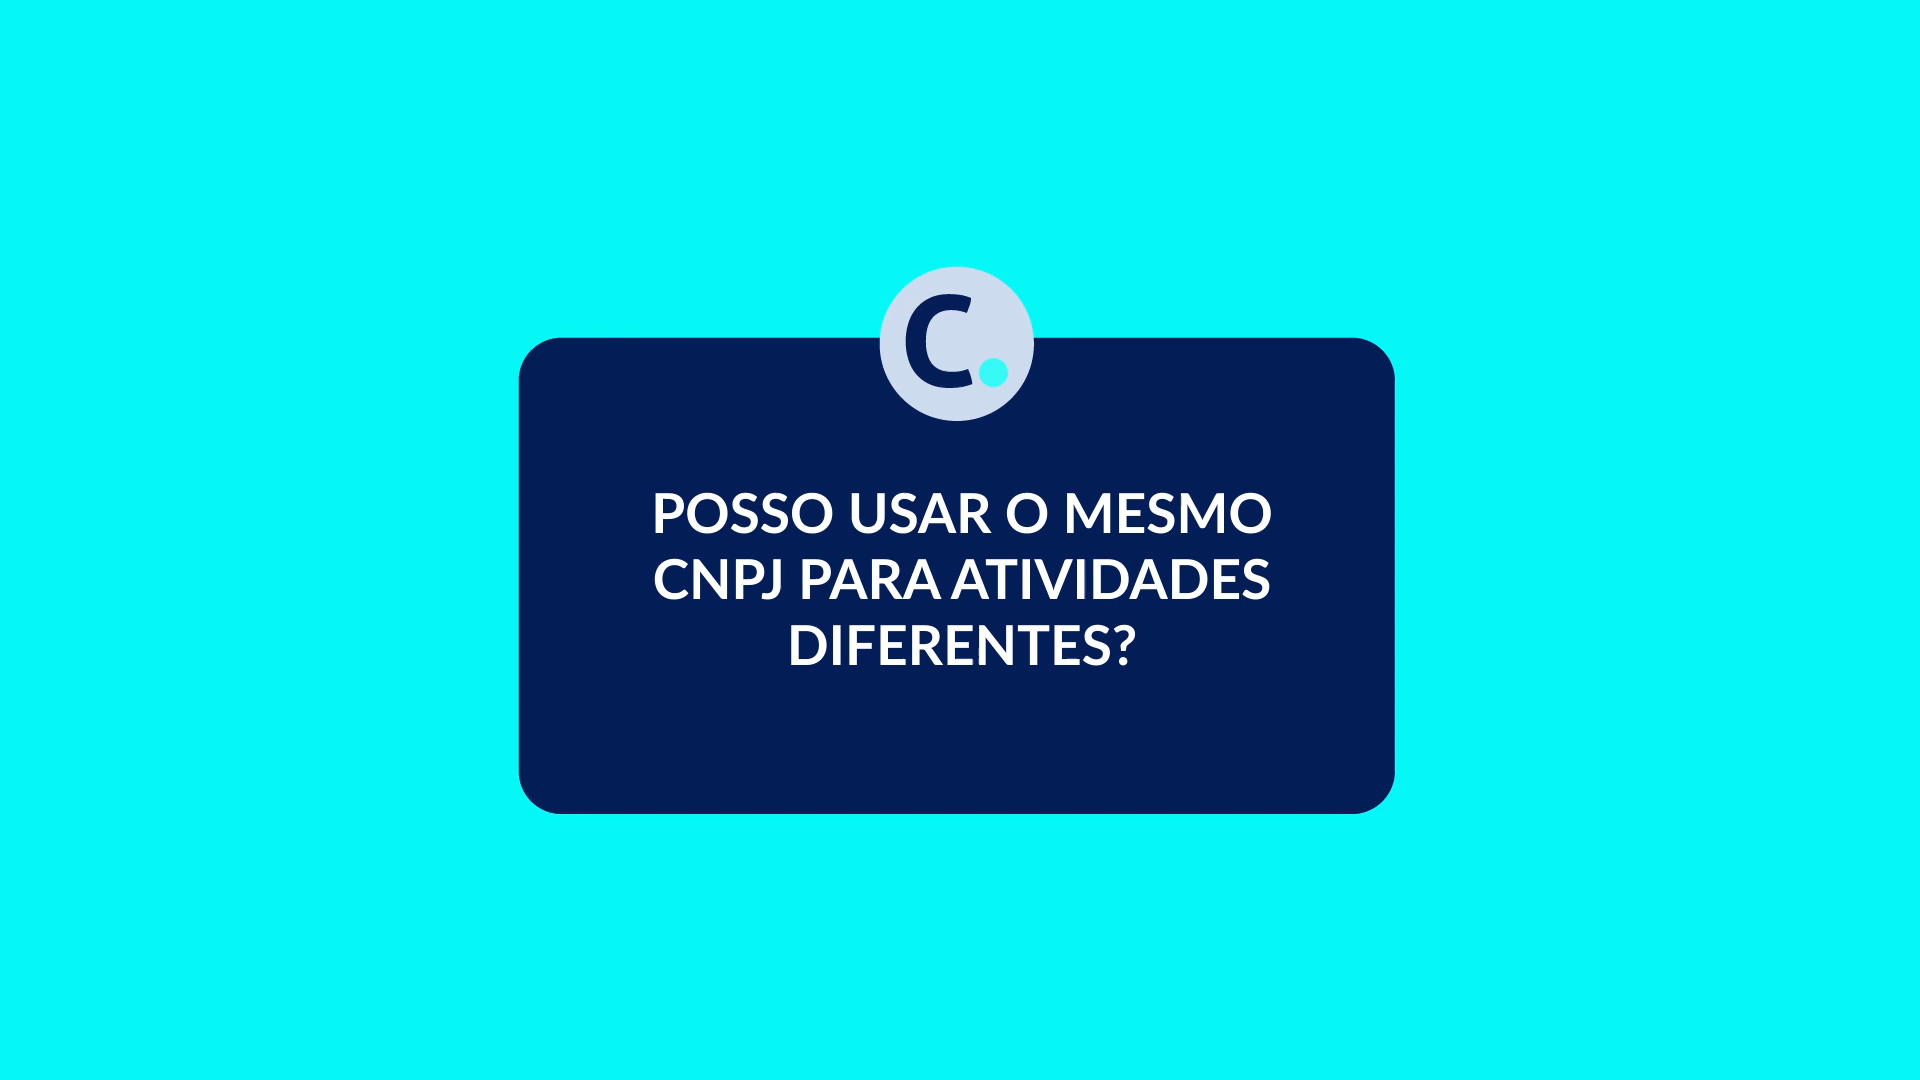 C.
POSSO USAR O MESMO
CNPJ PARA ATIVIDADES
DIFERENTES?